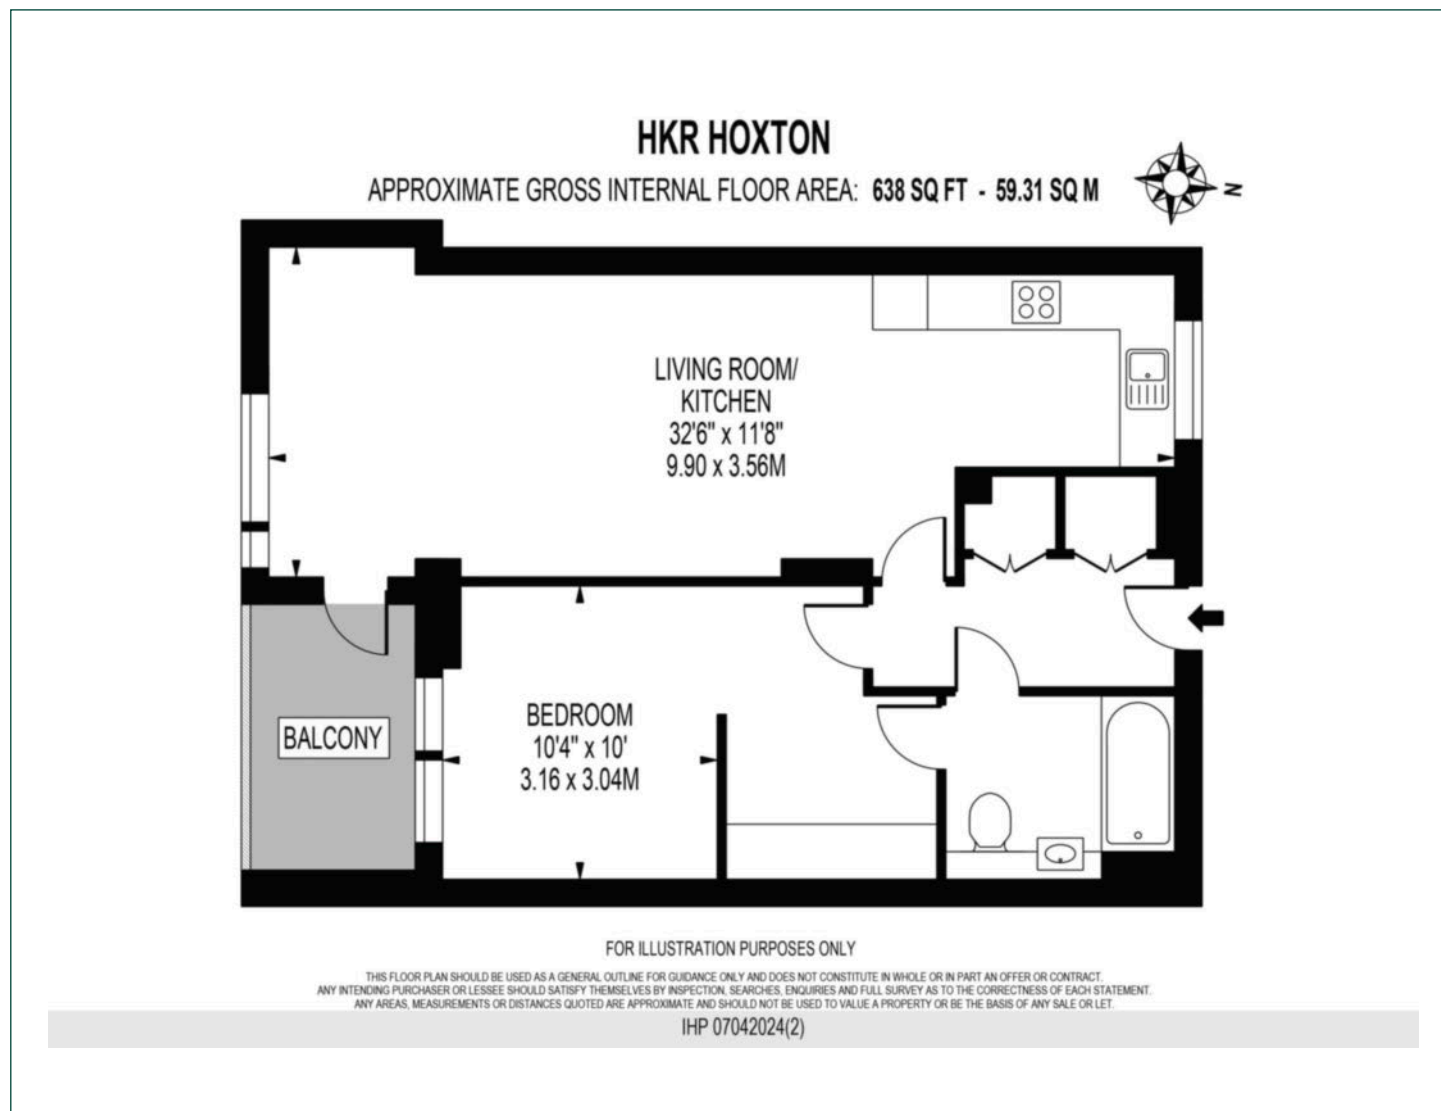 HKR HOXTON
APPROXIMATE GROSS INTERNAL FLOOR AREA: 638 SQ FT - 59.31 SQ M
N
LIVING ROOM/
KITCHEN
32'6" x 11'8"
9.90 x 3.56M
BEDROOM
10'4" x 10'
3.16 x 3.04M
BALCONY
FOR ILLUSTRATION PURPOSES ONLY
THIS FLOOR PLAN SHOULD BE USED AS A GENERAL OUTLINE FOR GUIDANCE ONLY AND DOES NOT CONSTITUTE IN WHOLE OR IN PART AN OFFER OR CONTRACT.
ANY INTENDING PURCHASER OR LESSEE SHOULD SATISFY THEMSELVES BY INSPECTION, SEARCHES, ENQUIRIES AND FULL SURVEY AS TO THE CORRECTNESS OF EACH STATEMENT.
ANY AREAS, MEASUREMENTS OR DISTANCES QUOTED ARE APPROXIMATE AND SHOULD NOT BE USED TO VALUE A PROPERTY OR BE THE BASIS OF ANY SALE OR LET.
IHP 07042024(2)